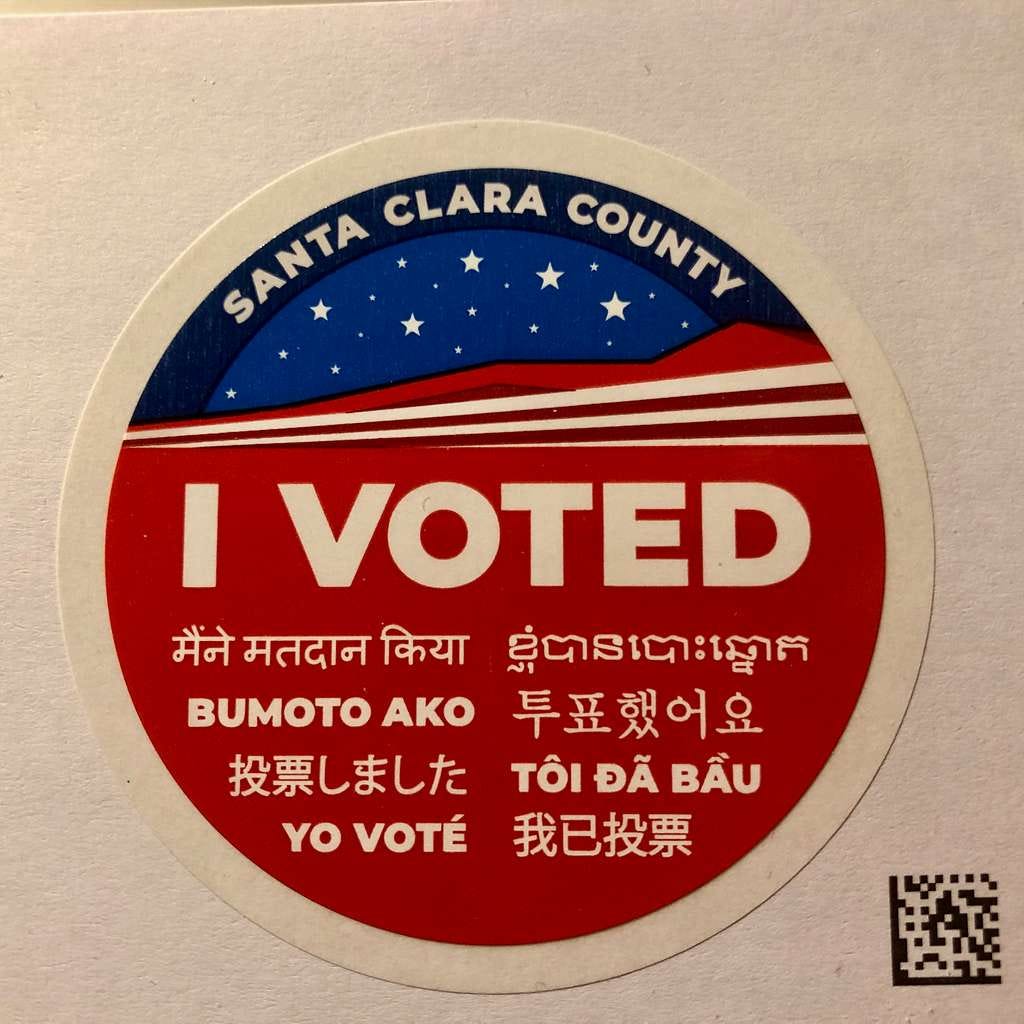 SANTA CLARA COUNTY
I VOTED
मैंने मतदान किया
BUMOTO AKO
投票しました
YO VOTÉ
ខ្ញុំបានបោះឆ្នោត
투표했어요
TÔI ĐÃ BẦU
我已投票